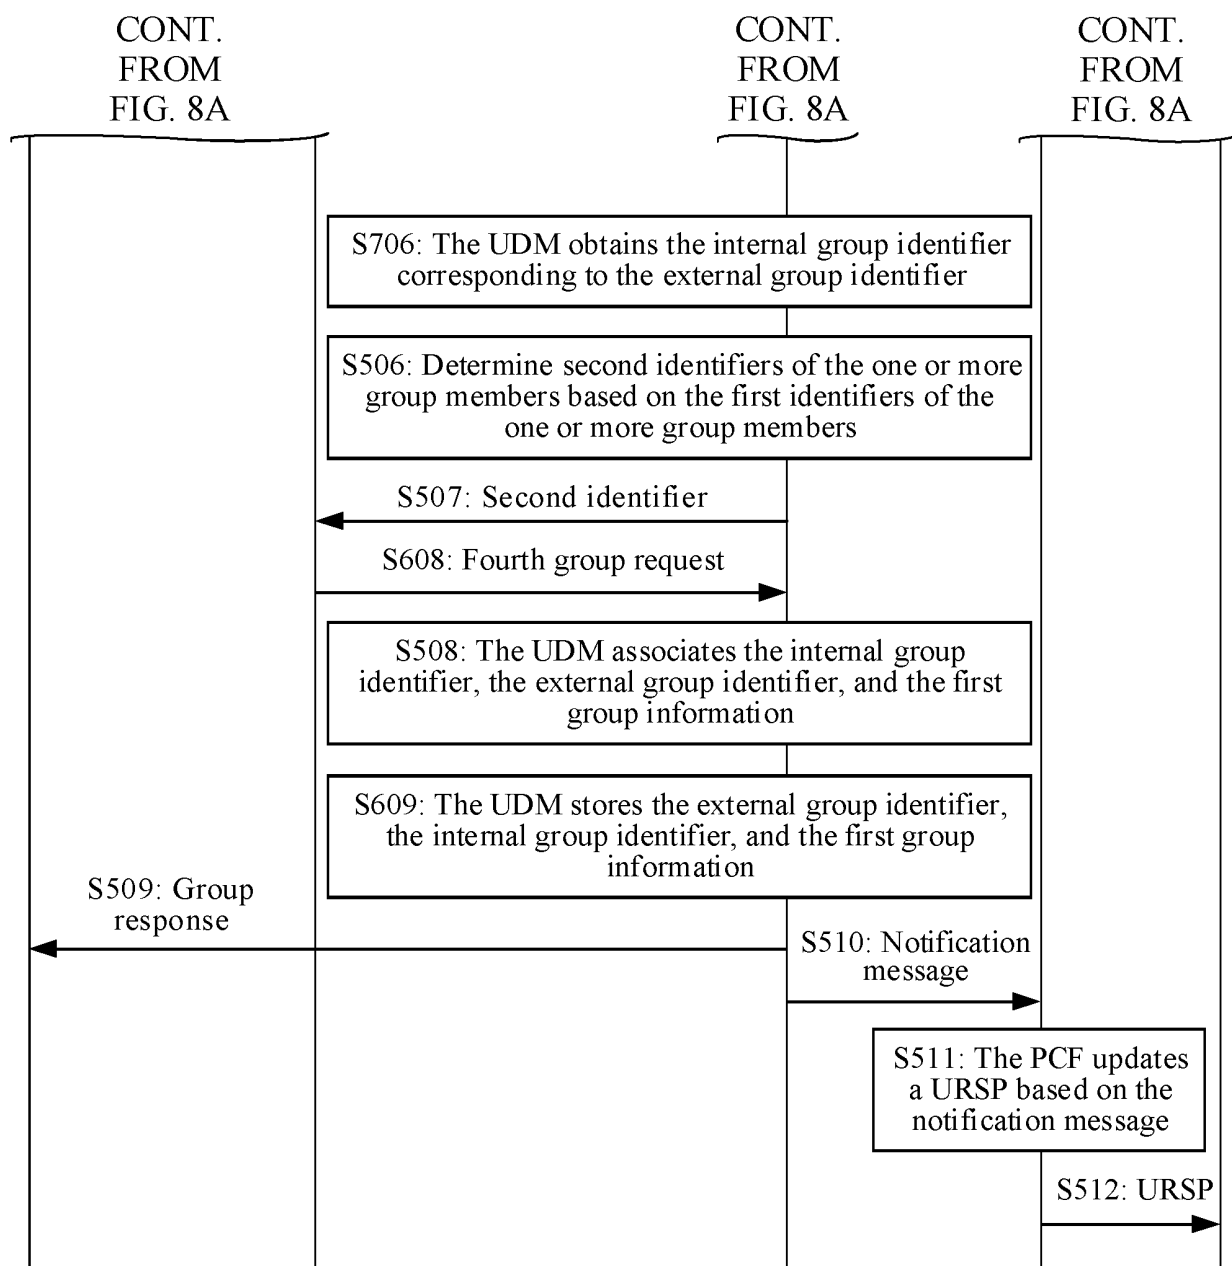 CONT.
FROM
FIG. 8A
CONT.
FROM
FIG. 8A
CONT.
FROM
FIG. 8A
S706: The UDM obtains the internal group identifier
corresponding to the external group identifier
S506: Determine second identifiers of the one or more
group members based on the first identifiers of the
one or more group members
S507: Second identifier
S608: Fourth group request
S508: The UDM associates the internal group
identifier, the external group identifier, and the first
group information
S609: The UDM stores the external group identifier,
the internal group identifier, and the first group
information
S509: Group
response
S510: Notification
message
S511: The PCF updates
a URSP based on the
notification message
S512: URSP